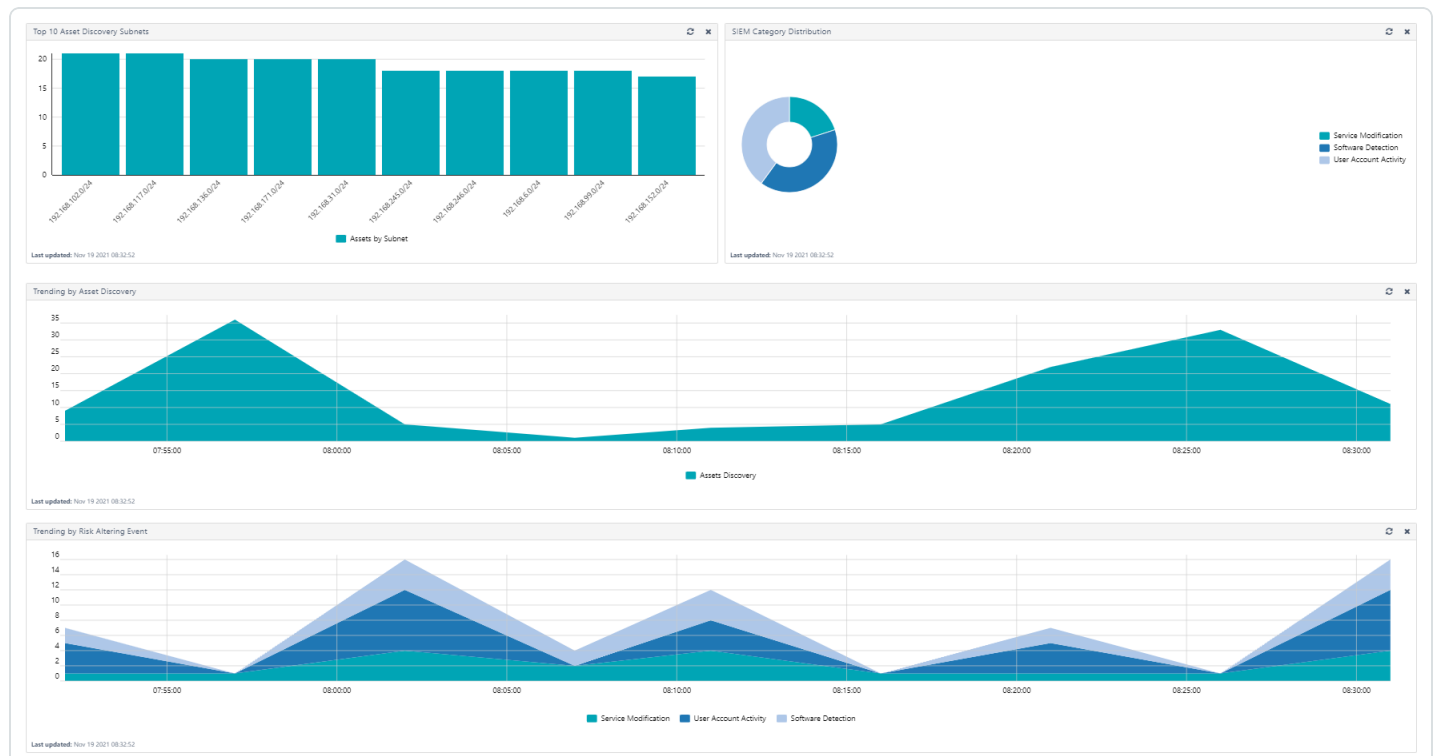 Top 10 Asset Discovery Subnets
20
15
10
5
0
192.168.102.0/24
192.168.117.0/24
192.168.136.0/24
192.168.171.0/24
192.168.31.0/24
192.168.245.0/24
192.168.246.0/24
192.168.6.0/24
192.168.99.0/24
192.168.152.0/24
Assets by Subnet
Last updated: Nov 19 2021 08:32:52
SIEM Category Distribution
Service Modification
Software Detection
User Account Activity
Last updated: Nov 19 2021 08:32:52
Trending by Asset Discovery
35
30
25
20
15
10
5
0
07:55:00 08:00:00 08:05:00 08:10:00 08:15:00 08:20:00 08:25:00 08:30:00
Assets Discovery
Last updated: Nov 19 2021 08:32:52
Trending by Risk Altering Event
16
14
12
10
8
6
4
2
0
07:55:00 08:00:00 08:05:00 08:10:00 08:15:00 08:20:00 08:25:00 08:30:00
Service Modification User Account Activity Software Detection
Last updated: Nov 19 2021 08:32:52